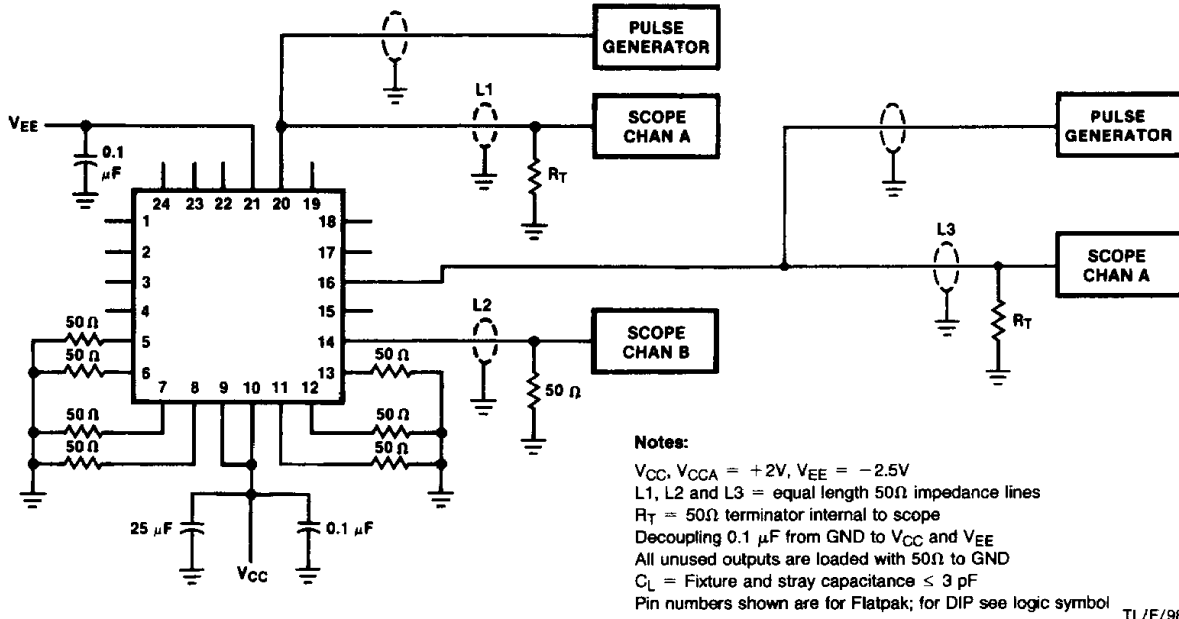 PULSE
GENERATOR
L1
SCOPE
CHAN A
PULSE
GENERATOR
VEE
0.1
μF
RT
24 23 22 21 20 19
1
2
3
4
5
6
18
17
16
15
14
13
7 8 9 10 11 12
L3
SCOPE
CHAN A
RT
L2
SCOPE
CHAN B
50 Ω
50 Ω
50 Ω
50 Ω
50 Ω
50 Ω
50 Ω
50 Ω
25 μF
0.1 μF
VCC
Notes:
VCC, VCCA = +2V, VEE = −2.5V
L1, L2 and L3 = equal length 50Ω impedance lines
RT = 50Ω terminator internal to scope
Decoupling 0.1 μF from GND to VCC and VEE
All unused outputs are loaded with 50Ω to GND
CL = Fixture and stray capacitance ≤ 3 pF
Pin numbers shown are for Flatpak; for DIP see logic symbol